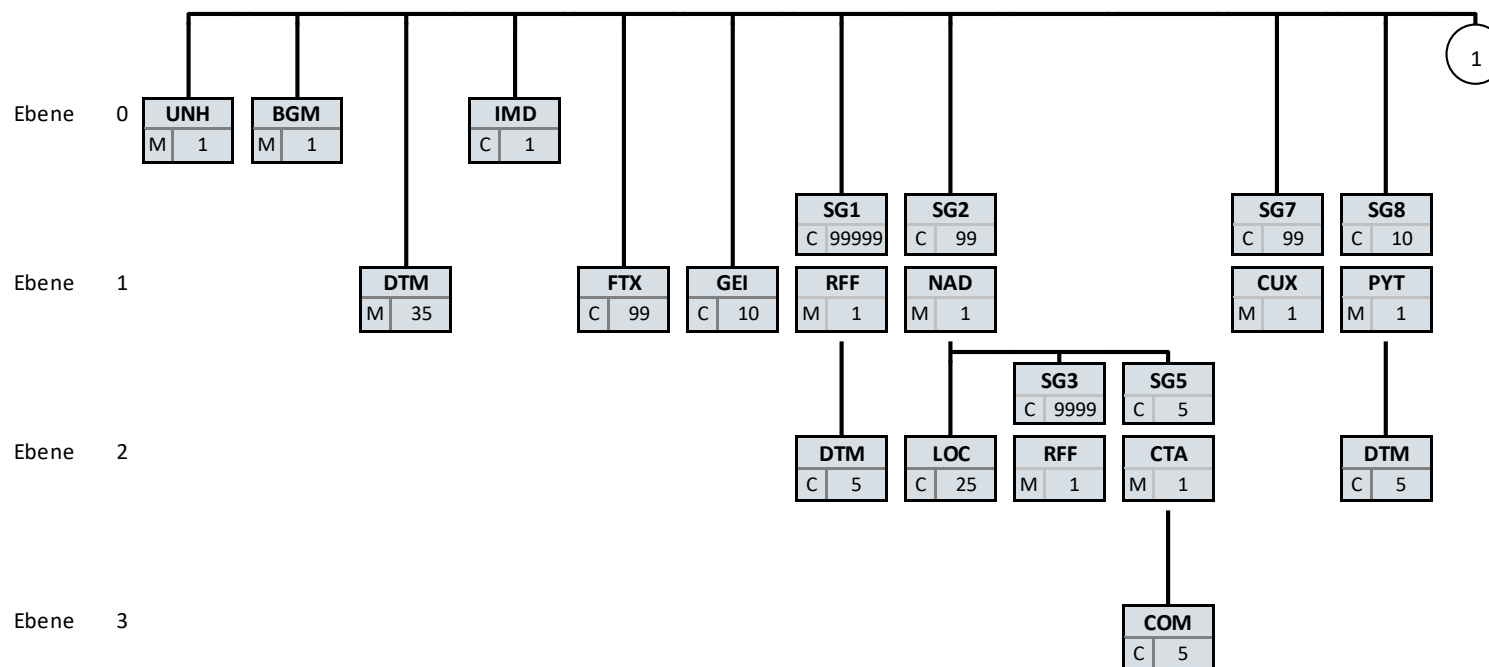 1
Ebene 0 UNH BGM IMD
M 1 M 1 C 1
SG1 SG2 SG7 SG8
C 99999 C 99 C 99 C 10
Ebene 1 DTM FTX GEI RFF NAD CUX PYT
M 35 C 99 C 10 M 1 M 1 M 1 M 1
SG3 SG5
C 9999 C 5
Ebene 2 DTM LOC RFF CTA DTM
C 5 C 25 M 1 M 1 C 5
Ebene 3 COM
C 5